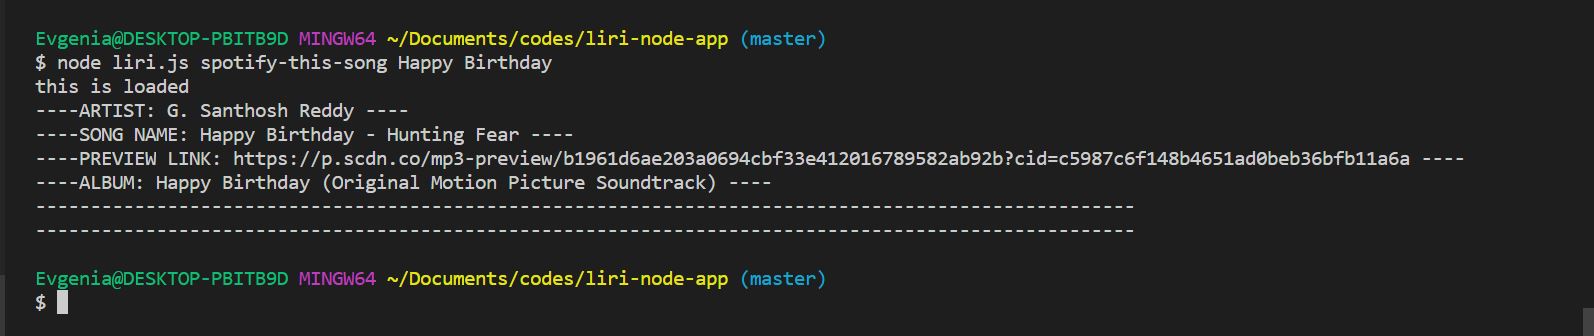 Evgenia@DESKTOP-PBITB9D MINGW64 ~/Documents/codes/liri-node-app (master)
$ node liri.js spotify-this-song Happy Birthday
this is loaded
----ARTIST: G. Santhosh Reddy ----
----SONG NAME: Happy Birthday - Hunting Fear ----
----PREVIEW LINK: https://p.scdn.co/mp3-preview/b1961d6ae203a0694cbf33e412016789582ab92b?cid=c5987c6f148b4651ad0beb36bfb11a6a ----
----ALBUM: Happy Birthday (Original Motion Picture Soundtrack) ----
----------------------------------------------------------------------------------------------------
----------------------------------------------------------------------------------------------------
Evgenia@DESKTOP-PBITB9D MINGW64 ~/Documents/codes/liri-node-app (master)
$